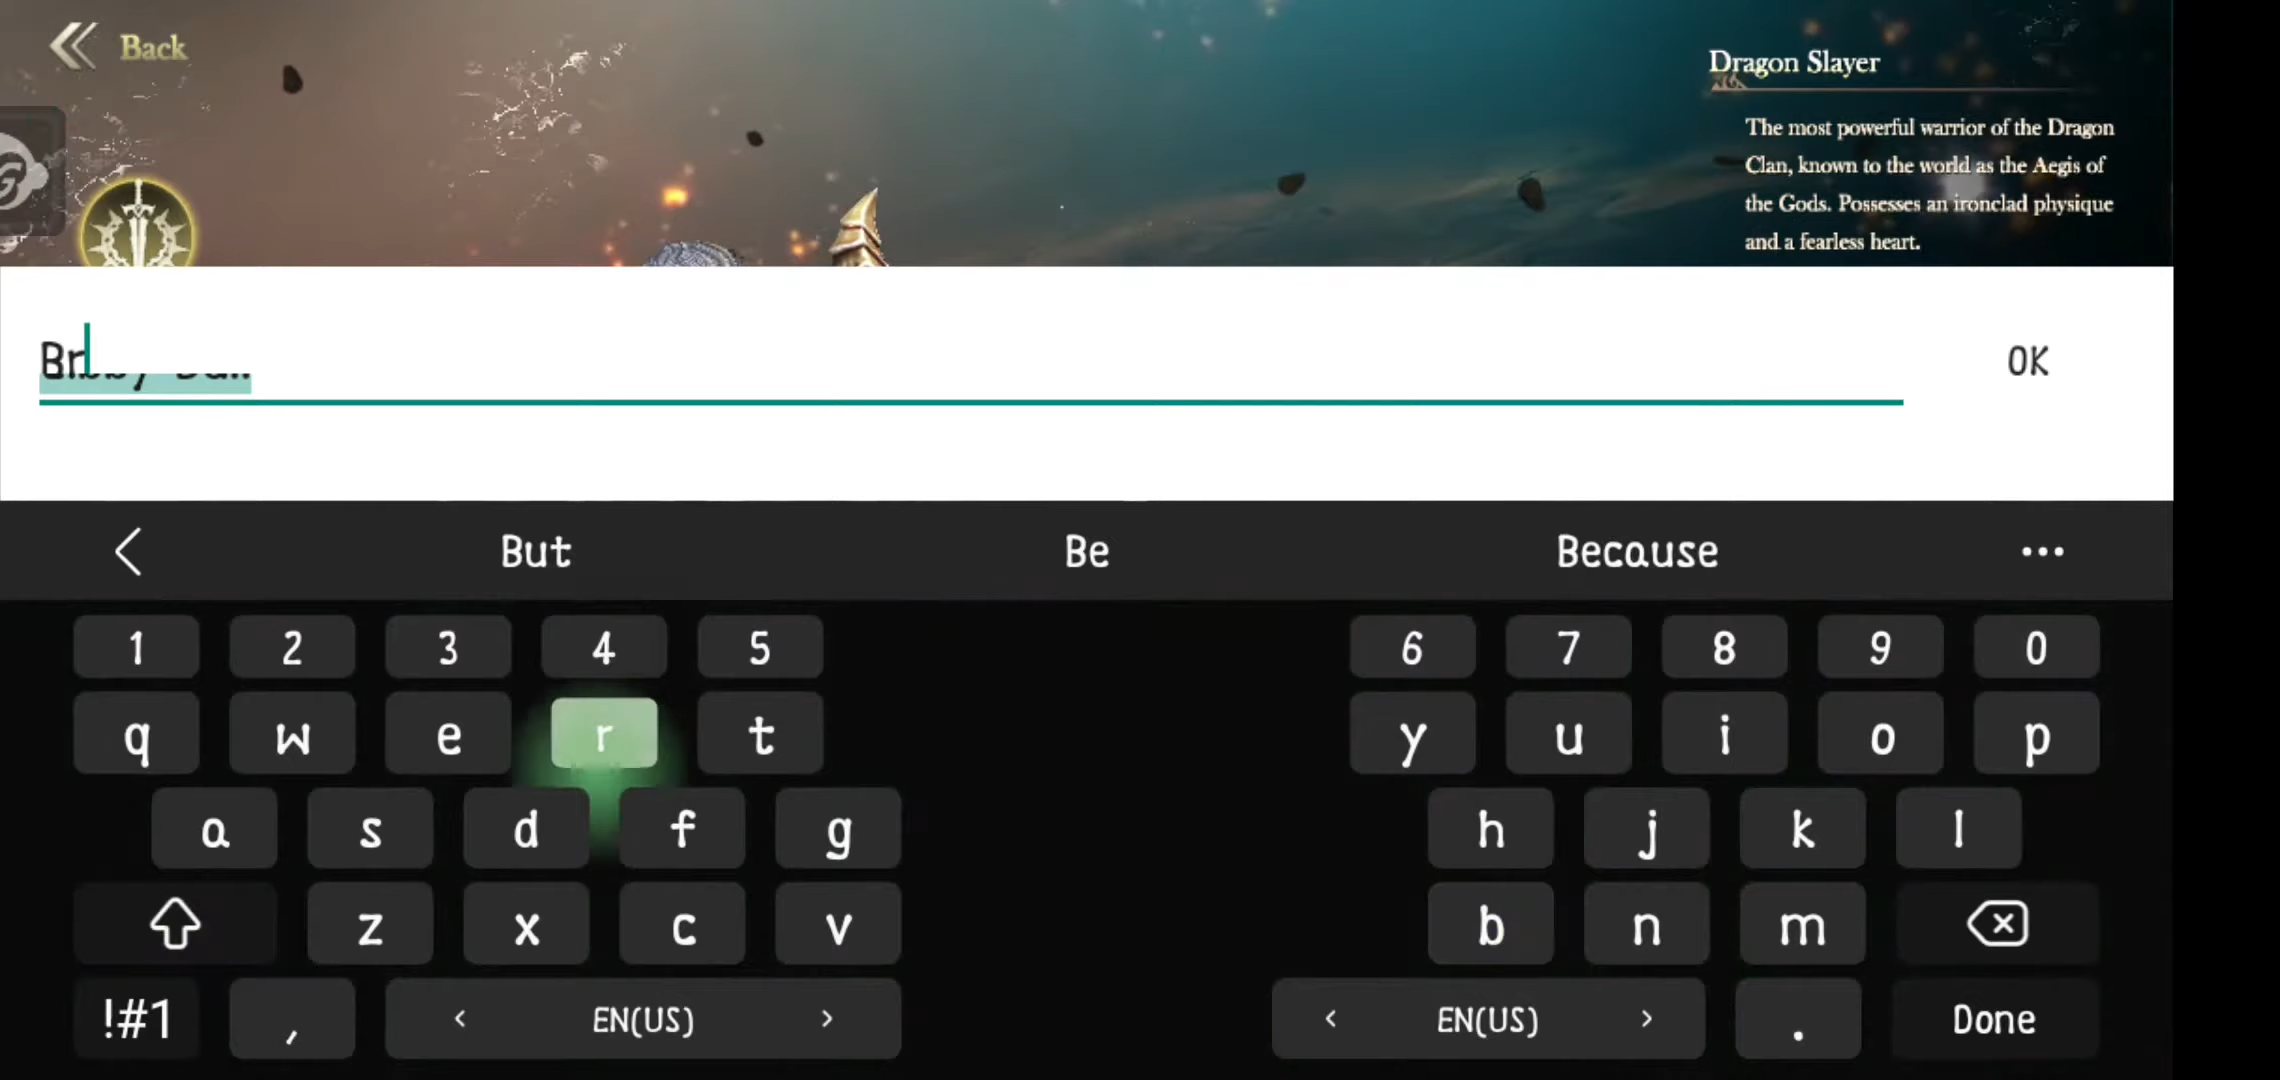 Back
Dragon Slayer
The most powerful warrior of the Dragon
Clan, known to the world as the Aegis of
the Gods. Possesses an ironclad physique
and a fearless heart.
Br
OK
But Be Because
1 2 3 4 5 6 7 8 9 0
q w e r t y u i o p
a s d f g h j k l
z x c v b n m
!#1 , < EN(US) > < EN(US) > . Done